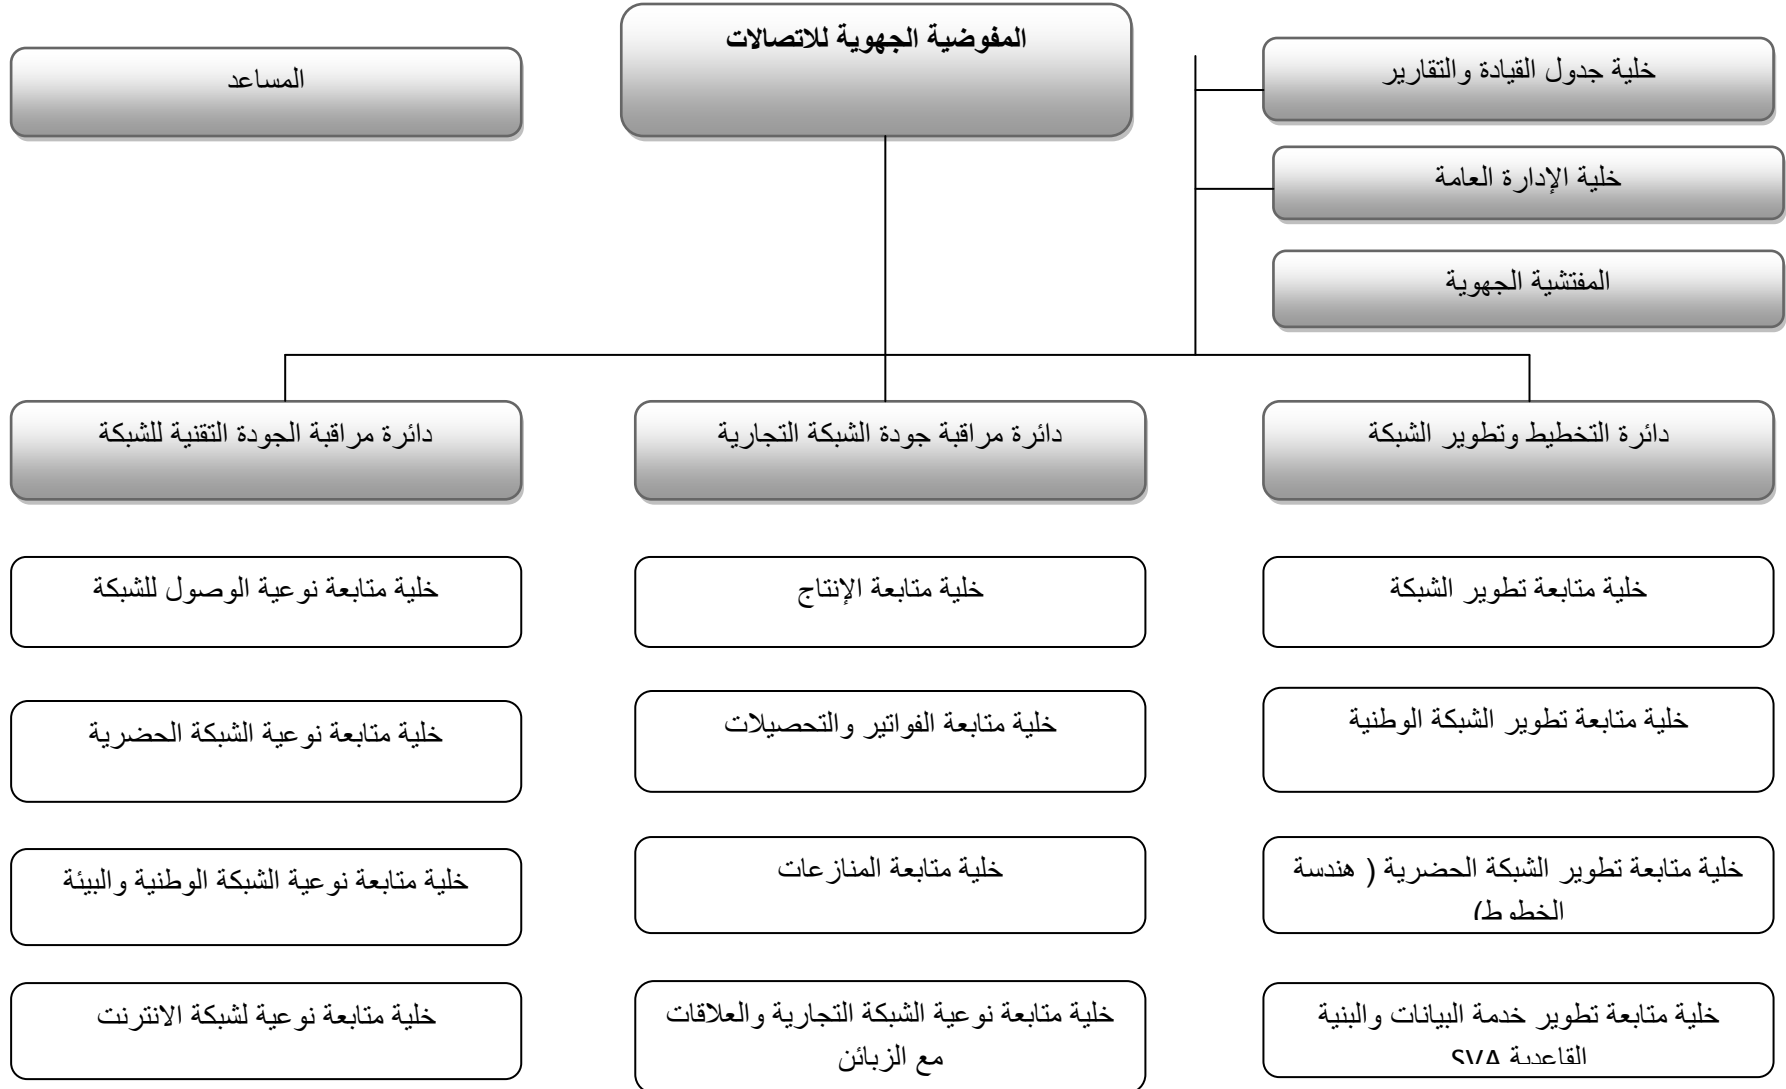 المفوضية الجهوية للاتصالات
خلية جدول القيادة والتقارير
المساعد
خلية الإدارة العامة
المفتشية الجهوية
دائرة التخطيط وتطوير الشبكة
دائرة مراقبة جودة الشبكة التجارية
دائرة مراقبة الجودة التقنية للشبكة
خلية متابعة تطوير الشبكة
خلية متابعة الإنتاج
خلية متابعة نوعية الوصول للشبكة
خلية متابعة تطوير الشبكة الوطنية
خلية متابعة الفواتير والتحصيلات
خلية متابعة نوعية الشبكة الحضرية
خلية متابعة تطوير الشبكة الحضرية ( هندسة
الخطوط)
خلية متابعة المنازعات
خلية متابعة نوعية الشبكة الوطنية والبيئة
خلية متابعة تطوير خدمة البيانات والبنية
القاعدية
خلية متابعة نوعية الشبكة التجارية والعلاقات
مع الزبائن
خلية متابعة نوعية لشبكة الانترنت